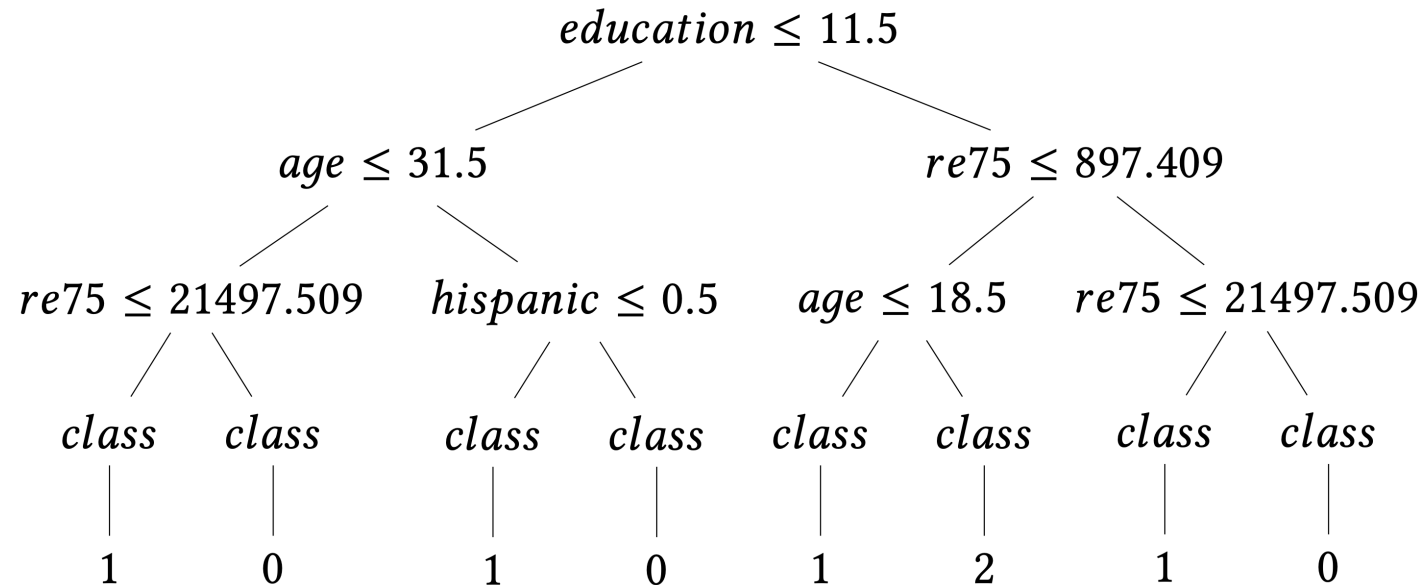 education ≤ 11.5
age ≤ 31.5 re75 ≤ 897.409
re75 ≤ 21497.509 hispanic ≤ 0.5 age ≤ 18.5 re75 ≤ 21497.509
class class class class class class class class
1 0 1 0 1 2 1 0